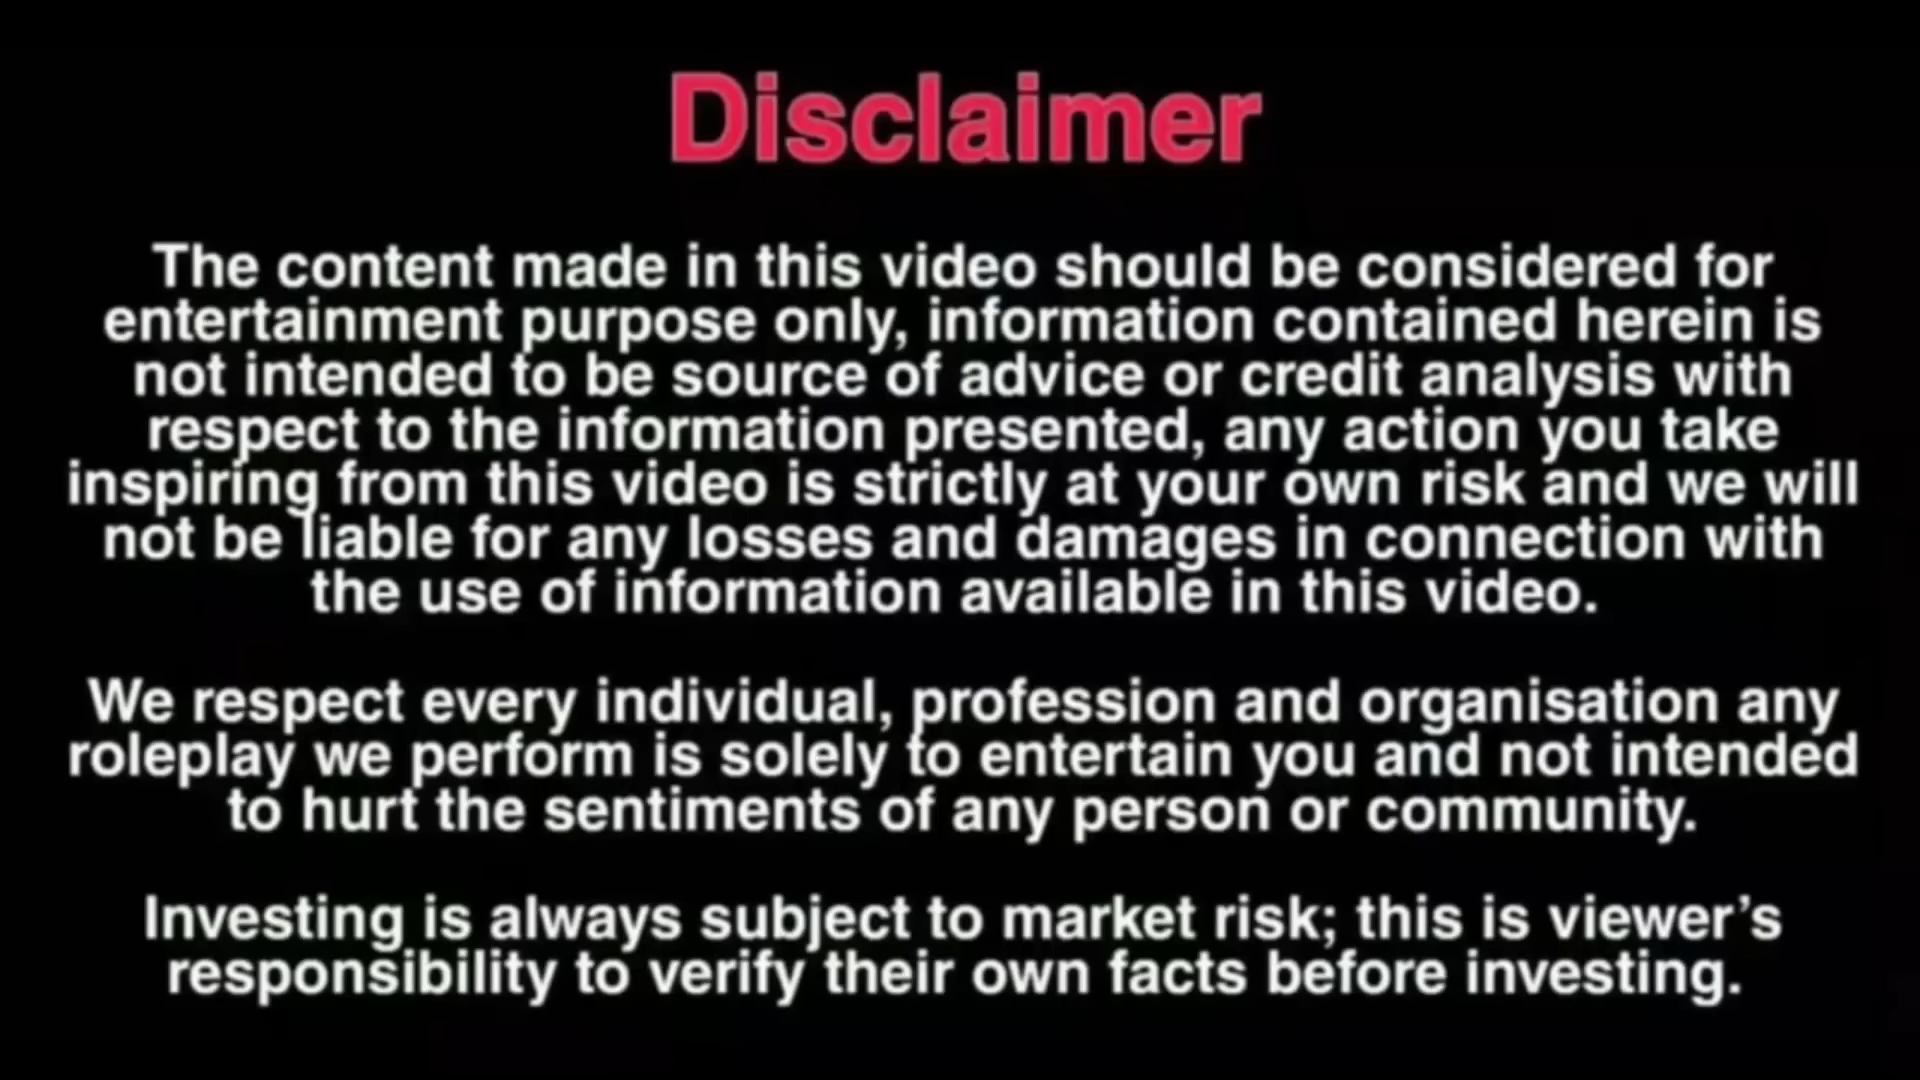 Disclaimer
The content made in this video should be considered for
entertainment purpose only, information contained herein is
not intended to be source of advice or credit analysis with
respect to the information presented, any action you take
inspiring from this video is strictly at your own risk and we will
not be liable for any losses and damages in connection with
the use of information available in this video.
We respect every individual, profession and organisation any
roleplay we perform is solely to entertain you and not intended
to hurt the sentiments of any person or community.
Investing is always subject to market risk; this is viewer’s
responsibility to verify their own facts before investing.